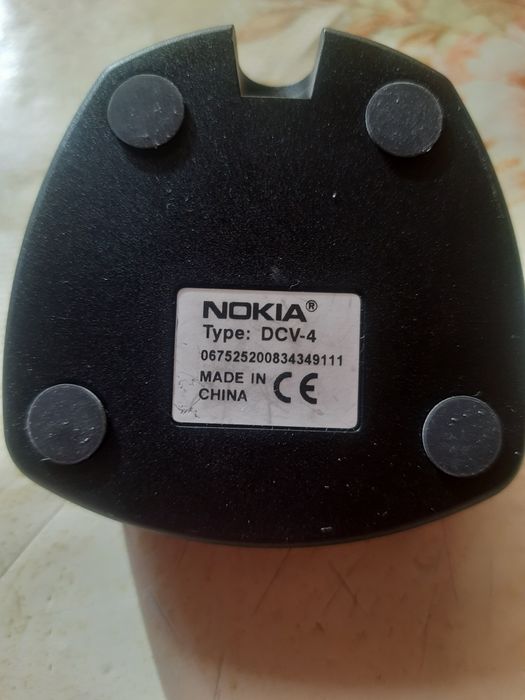 NOKIA®
Type: DCV-4
067525200834349111
MADE IN
CHINA CE